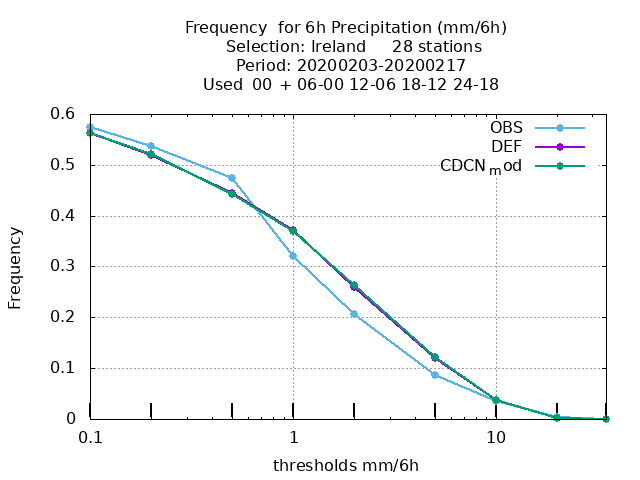 Frequency  for 6h Precipitation (mm/6h)
Selection: Ireland     28 stations
Period: 20200203-20200217
Used  00  + 06-00 12-06 18-12 24-18
OBS
DEF
CDCNmod
0.6
0.5
0.4
0.3
0.2
0.1
0
Frequency
0.1 1 10
thresholds mm/6h